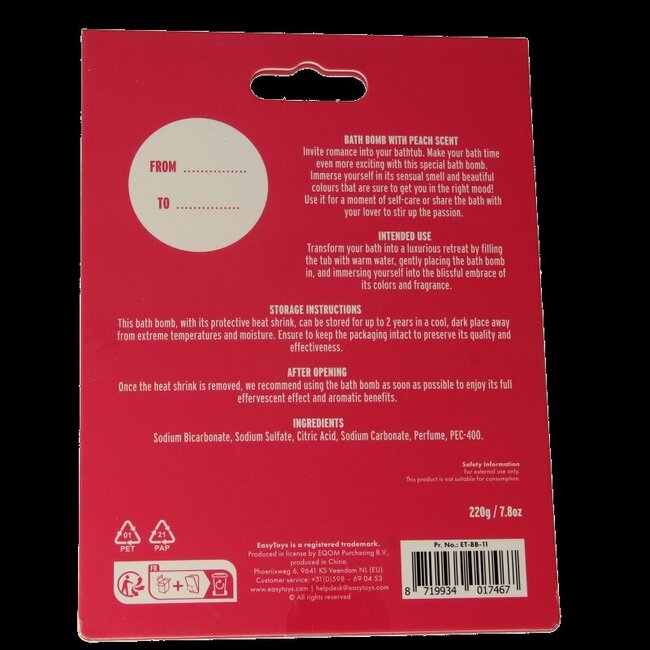 FROM ...............
TO ...............
BATH BOMB WITH PEACH SCENT
Invite romance into your bathtub. Make your bath time
even more exciting with this special bath bomb.
Immerse yourself in its sensual smell and beautiful
colours that are sure to get you in the right mood!
Use it for a moment of self-care or share the bath with
your lover to stir up the passion.
INTENDED USE
Transform your bath into a luxurious retreat by filling
the tub with warm water, gently placing the bath bomb
in, and immersing yourself into the blissful embrace of
its colors and fragrance.
STORAGE INSTRUCTIONS
This bath bomb, with its protective heat shrink, can be stored for up to 2 years in a cool, dark place away
from extreme temperatures and moisture. Ensure to keep the packaging intact to preserve its quality and
effectiveness.
AFTER OPENING
Once the heat shrink is removed, we recommend using the bath bomb as soon as possible to enjoy its full
effervescent effect and aromatic benefits.
INGREDIENTS
Sodium Bicarbonate, Sodium Sulfate, Citric Acid, Sodium Carbonate, Perfume, PEC-400.
Safety Information
For external use only.
This product is not suitable for consumption.
220g / 7.8oz
01
PET
21
PAP
FR
EasyToys is a registered trademark.
Produced in license by EQOM Purchasing B.V.,
produced in China.
Phoenixweg 6, 9641 KS Veendam NL (EU).
Customer service: +31(0)598 – 69 04 53
www.easytoys.com | helpdesk@easytoys.com
© All rights reserved
Pr. No.: ET-BB-11
8 719934 017467